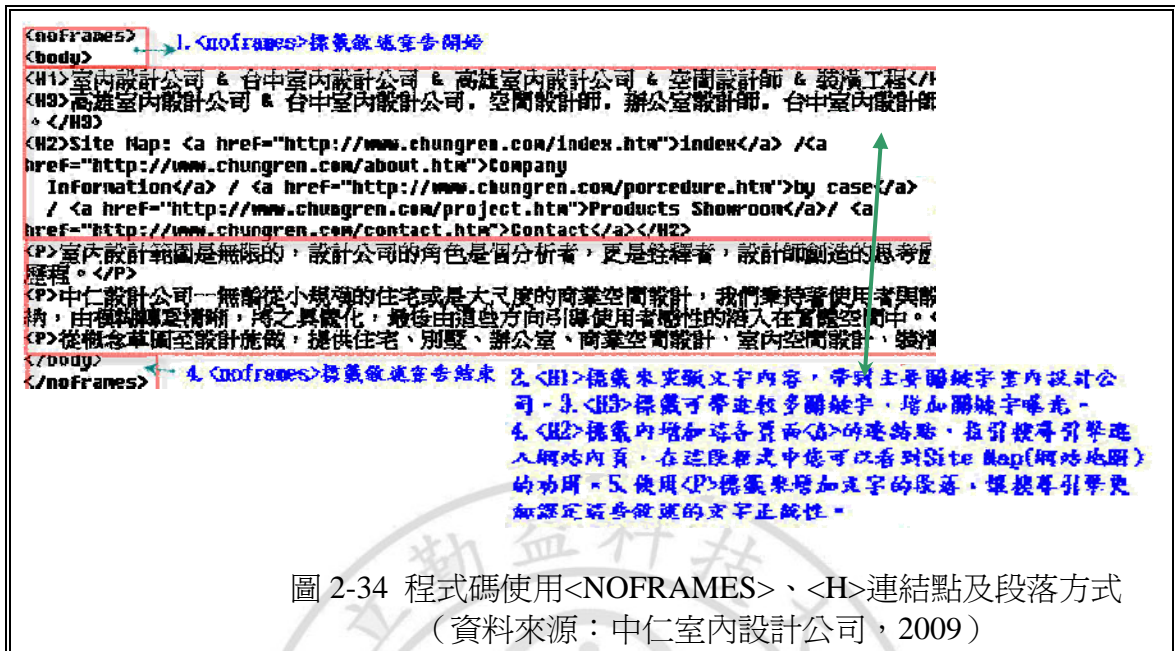 <noframes>
<body>
1. <noframes>標籤敘述宣告開始
<H1>室內設計公司 & 台中室內設計公司 & 高雄室內設計公司 & 空間設計師 & 裝潢工程</H
<H3>高雄室內設計公司 & 台中室內設計公司, 空間設計師, 辦公室設計師, 台中室內設計師
。</H3>
<H2>Site Map: <a href="http://www.chungren.com/index.htm">index</a> /<a
href="http://www.chungren.com/about.htm">Company
Information</a> / <a href="http://www.chungren.com/porcedure.htm">by case</a>
/ <a href="http://www.chungren.com/project.htm">Products Showroom</a>/ <a
href="http://www.chungren.com/contact.htm">Contact</a></H2>
<P>室內設計範圍是無限的,設計公司的角色是個分析者,更是詮釋者,設計師創造的思考
歷程。</P>
<P>中仁設計公司─無論從小規模的住宅或是大尺度的商業空間設計,我們秉持著使用者與設
納,由模糊轉至清晰,將之具體化,最後由這些方向引導使用者感性的溶入在實體空間中。<
<P>從概念草圖至設計施做,提供住宅、別墅、辦公室、商業空間設計、室內空間設計、裝潢
</body>
</noframes>
4. <noframes>標籤敘述宣告結束
2. <H1>標籤來突顯文字內容,帶到主要關鍵字室內設計公
司。3. <H3>標籤可帶進較多關鍵字,增加關鍵字曝光。
4. <H2>標籤內增加站各頁面<a>的連結點,指引搜尋引擎進
入網站內頁,在這段程式中您可以看到Site Map(網站地圖)
的功用。5. 使用<P>標籤來增加文字的段落,讓搜尋引擎更
加認定這些敘述的文字正確性。
圖 2-34 程式碼使用<NOFRAMES>、<H>連結點及段落方式
(資料來源:中仁室內設計公司,2009)
勤益科技